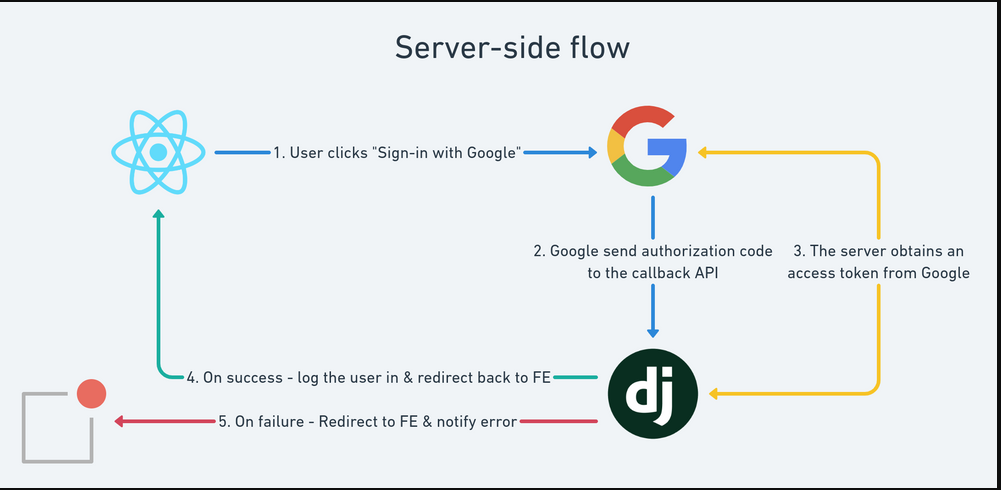 Server-side flow
1. User clicks "Sign-in with Google"
2. Google send authorization code
to the callback API
3. The server obtains an
access token from Google
dj
4. On success - log the user in & redirect back to FE
5. On failure - Redirect to FE & notify error